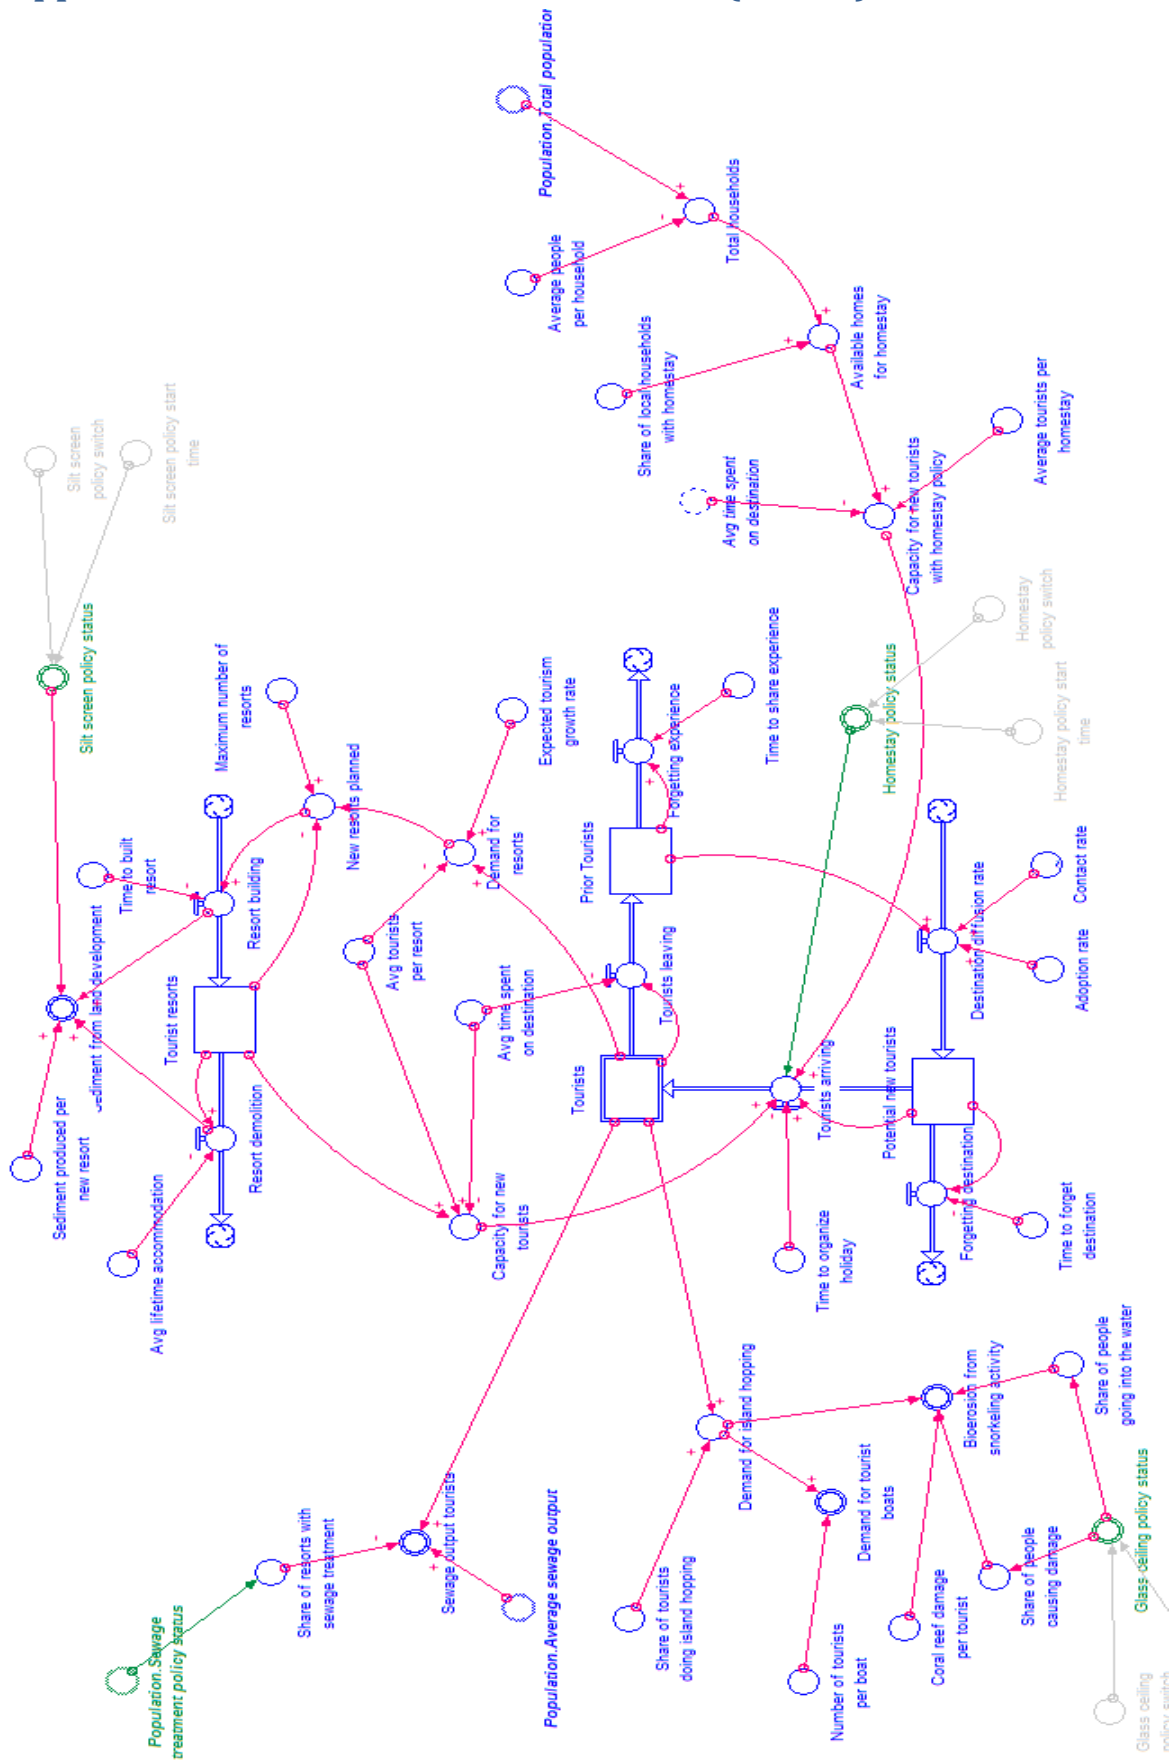 Population.Sewage
treatment policy status
Share of resorts with
sewage treatment
Sewage output tourists
Population.Average sewage output
Share of tourists
doing island hopping
Demand for island hopping
Number of tourists
per boat
Demand for tourist
boats
Coral reef damage
per tourist
Share of people
causing damage
Bioerosion from
snorkeling activity
Share of people
going into the water
Glass ceiling policy status
Glass ceiling
policy switch
Avg lifetime accommodation
Sediment produced per
new resort
Sediment from land development
Resort demolition
Tourist resorts
Resort building
Time to built
resort
Silt screen policy status
Silt screen
policy switch
Silt screen policy start
time
Maximum number of
resorts
New resorts planned
Capacity for new
tourists
Avg time spent
on destination
Avg tourists
per resort
Demand for
resorts
Expected tourism
growth rate
Tourists
Tourists leaving
Prior Tourists
Forgetting experience
Time to share experience
Time to organize
holiday
Tourists arriving
Potential new tourists
Forgetting destination
Time to forget
destination
Destination diffusion rate
Adoption rate
Contact rate
Homestay policy status
Homestay policy start
time
Homestay
policy switch
Capacity for new tourists
with homestay policy
Avg time spent
on destination
Average tourists per
homestay
Share of local households
with homestay
Available homes
for homestay
Average people
per household
Total households
Population.Total population